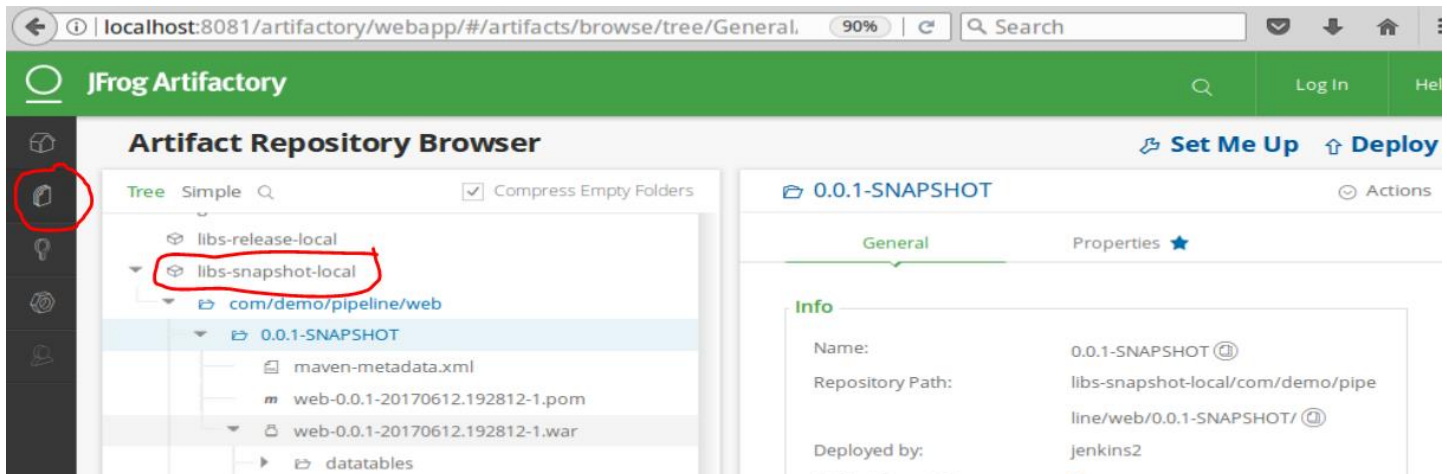 localhost:8081/artifactory/webapp/#/artifacts/browse/tree/General. 90% Search
JFrog Artifactory Log In Hel
Artifact Repository Browser Set Me Up Deploy
Tree Simple Compress Empty Folders 0.0.1-SNAPSHOT Actions
libs-release-local General Properties
libs-snapshot-local
com/demo/pipeline/web Info
0.0.1-SNAPSHOT Name: 0.0.1-SNAPSHOT
maven-metadata.xml Repository Path: libs-snapshot-local/com/demo/pipe
m web-0.0.1-20170612.192812-1.pom line/web/0.0.1-SNAPSHOT/
web-0.0.1-20170612.192812-1.war Deployed by: jenkins2
datatables